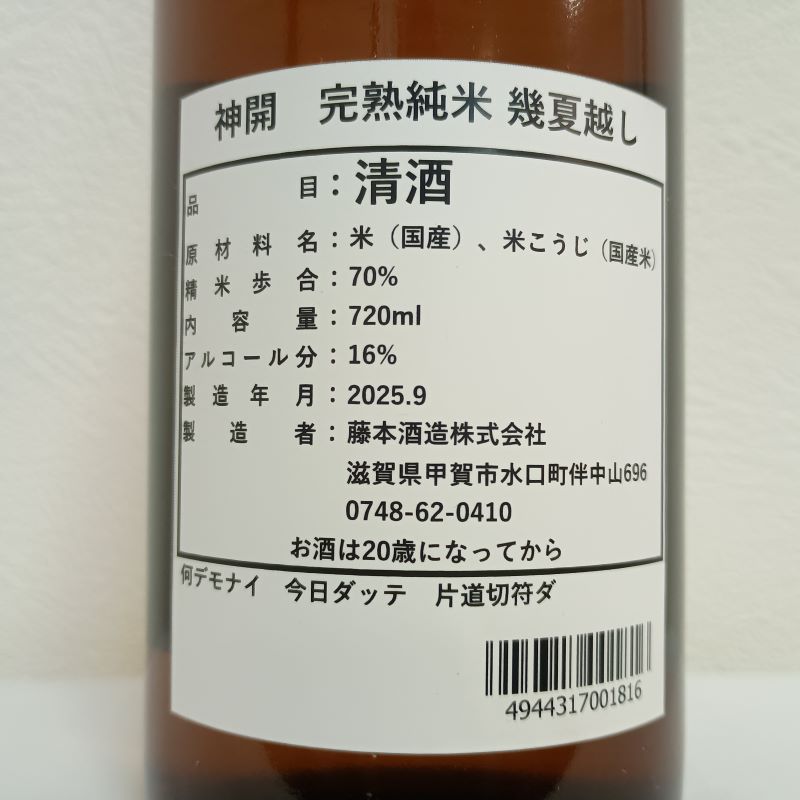 神開　完熟純米 幾夏越し
品目：清酒
原材料名：米（国産）、米こうじ（国産米）
精米歩合：70%
内容量：720ml
アルコール分：16%
製造年月：2025.9
製造者：藤本酒造株式会社
滋賀県甲賀市水口町伴中山696
0748-62-0410
お酒は20歳になってから
何デモナイ　今日ダッテ　片道切符ダ
4944317001816